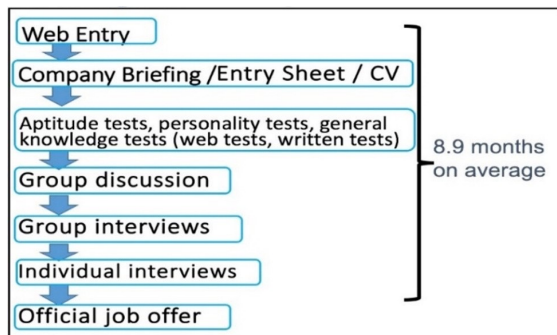 Web Entry
Company Briefing /Entry Sheet / CV
Aptitude tests, personality tests, general
knowledge tests (web tests, written tests)
Group discussion
Group interviews
Individual interviews
Official job offer
8.9 months
on average